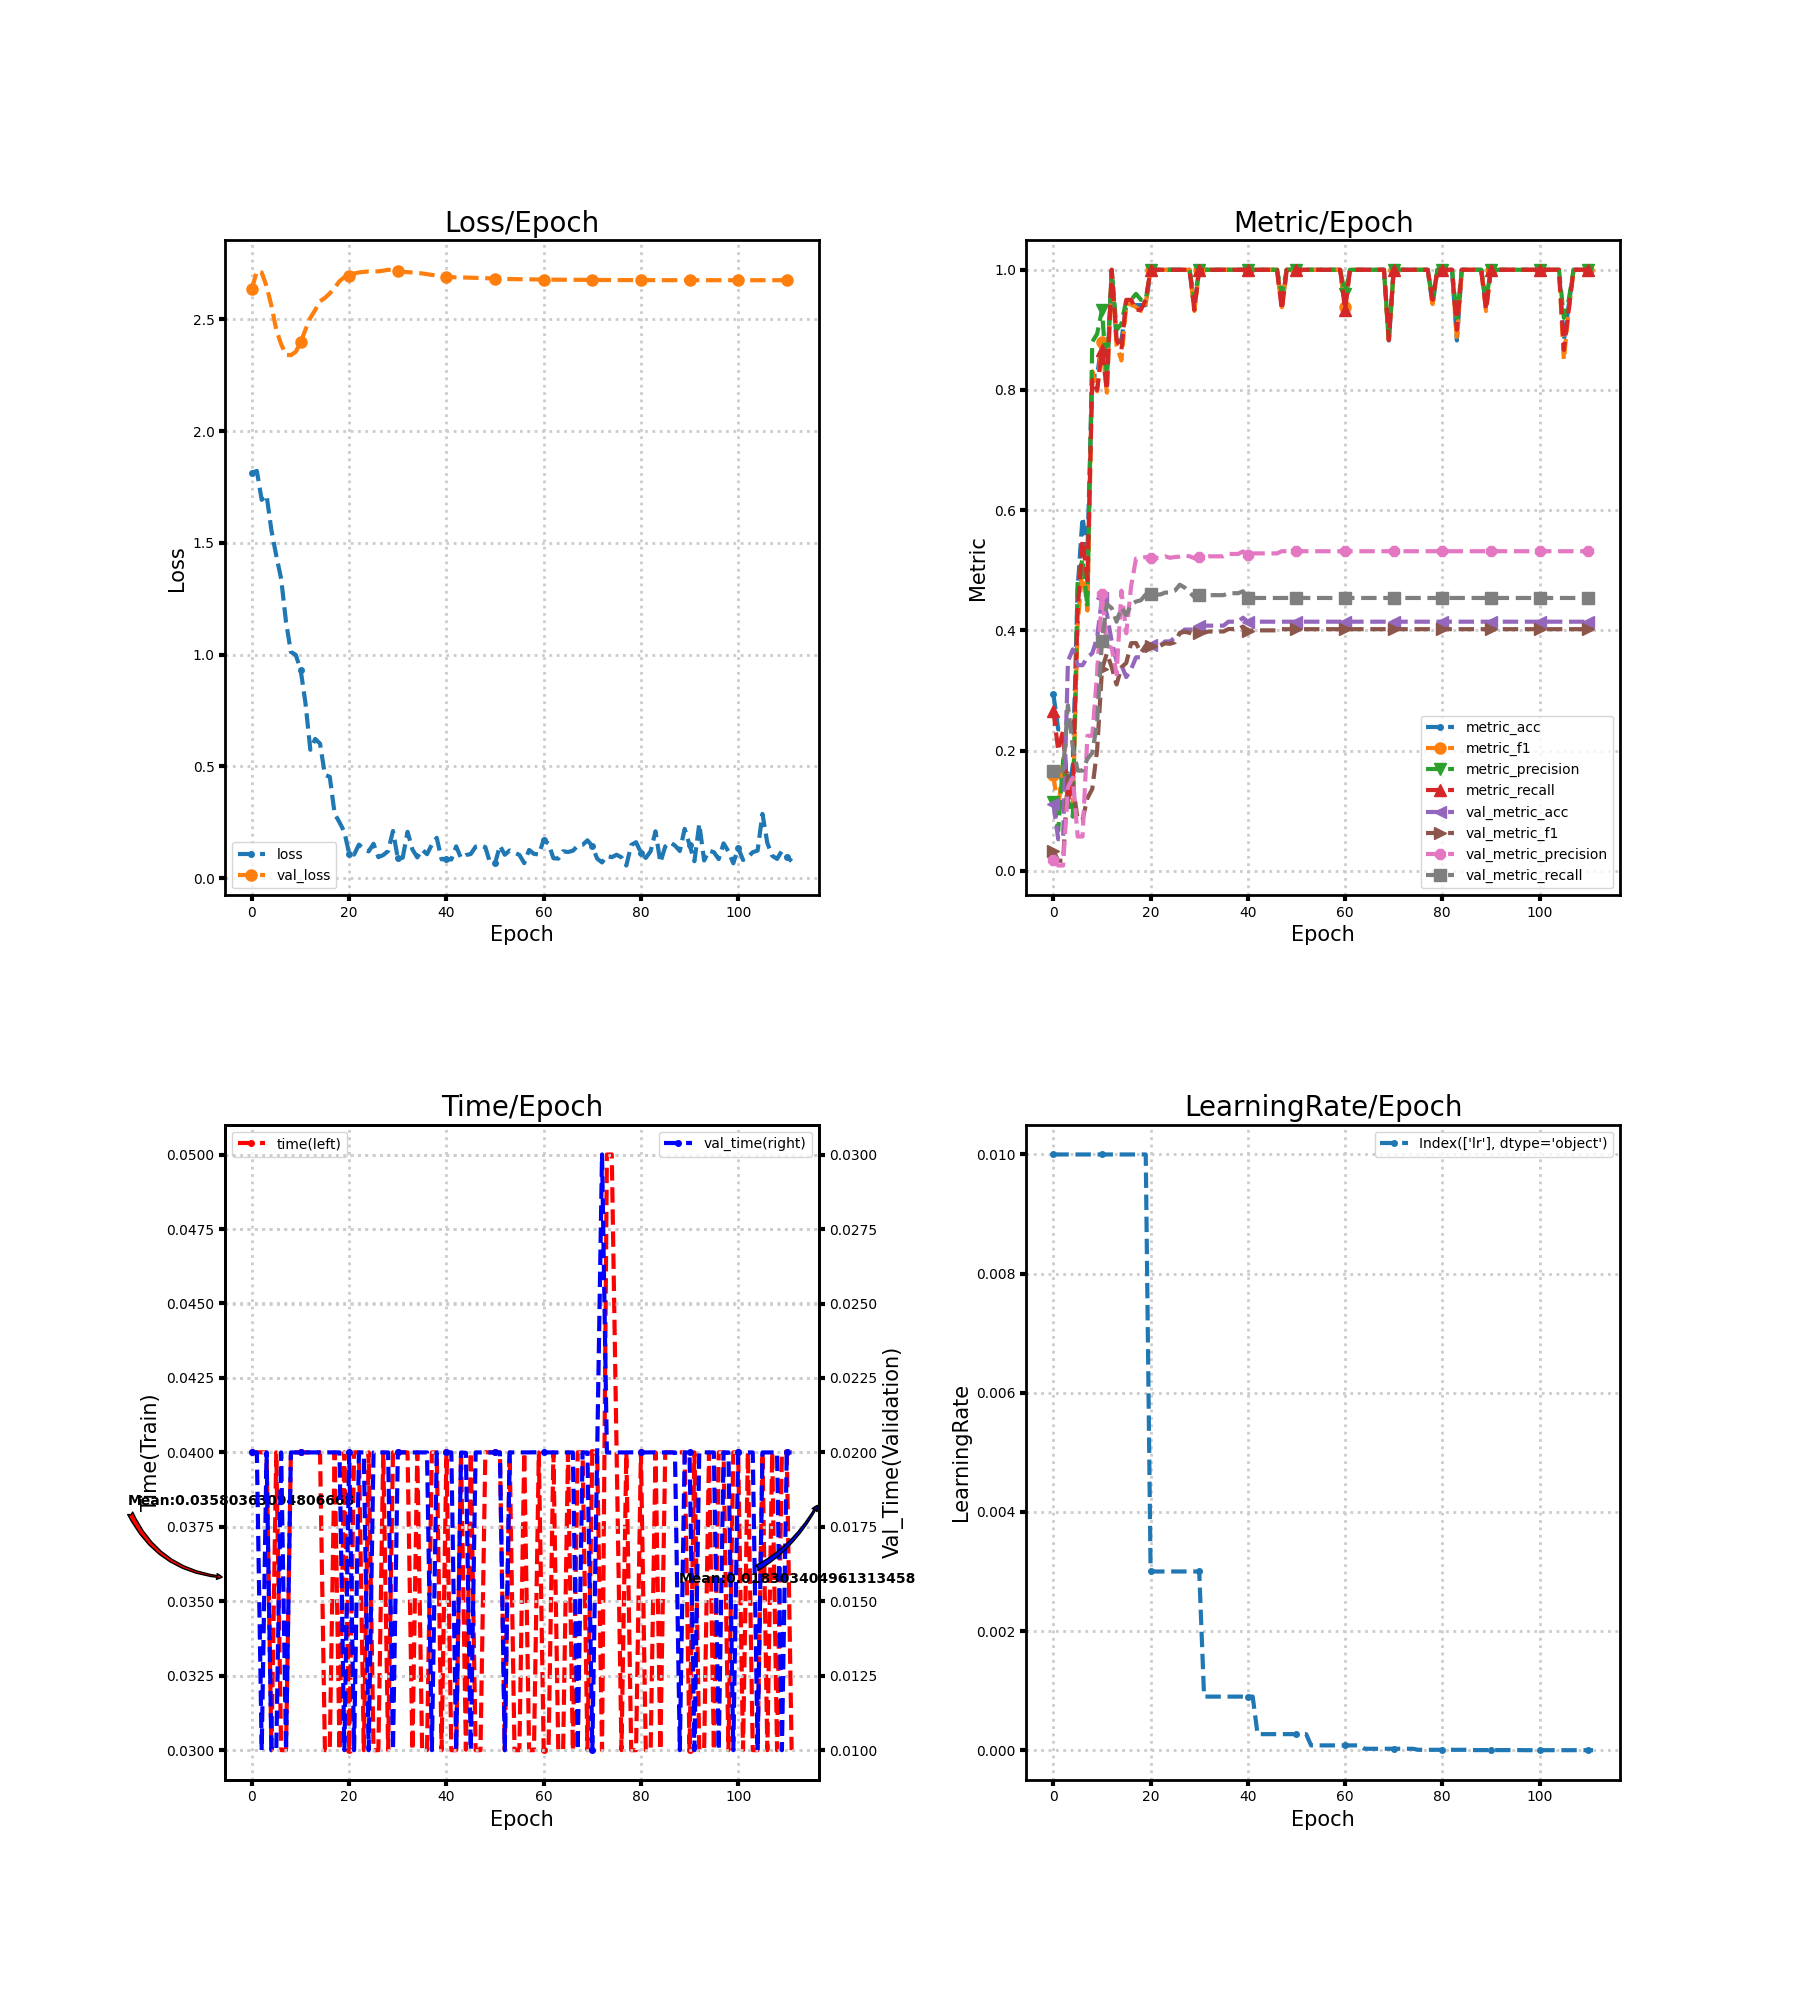 Loss/Epoch
2.5
2.0
1.5
1.0
0.5
0.0
Loss
loss
val_loss
0 20 40 60 80 100
Epoch
Metric/Epoch
1.0
0.8
0.6
0.4
0.2
0.0
Metric
metric_acc
metric_f1
metric_precision
metric_recall
val_metric_acc
val_metric_f1
val_metric_precision
val_metric_recall
0 20 40 60 80 100
Epoch
Time/Epoch
time(left)
val_time(right)
0.0500
0.0475
0.0450
0.0425
0.0400
0.0375
0.0350
0.0325
0.0300
Time(Train)
0.0300
0.0275
0.0250
0.0225
0.0200
0.0175
0.0150
0.0125
0.0100
Val_Time(Validation)
Mean:0.018303404961313458
0 20 40 60 80 100
Epoch
LearningRate/Epoch
Index(['lr'], dtype='object')
0.010
0.008
0.006
0.004
0.002
0.000
LearningRate
0 20 40 60 80 100
Epoch